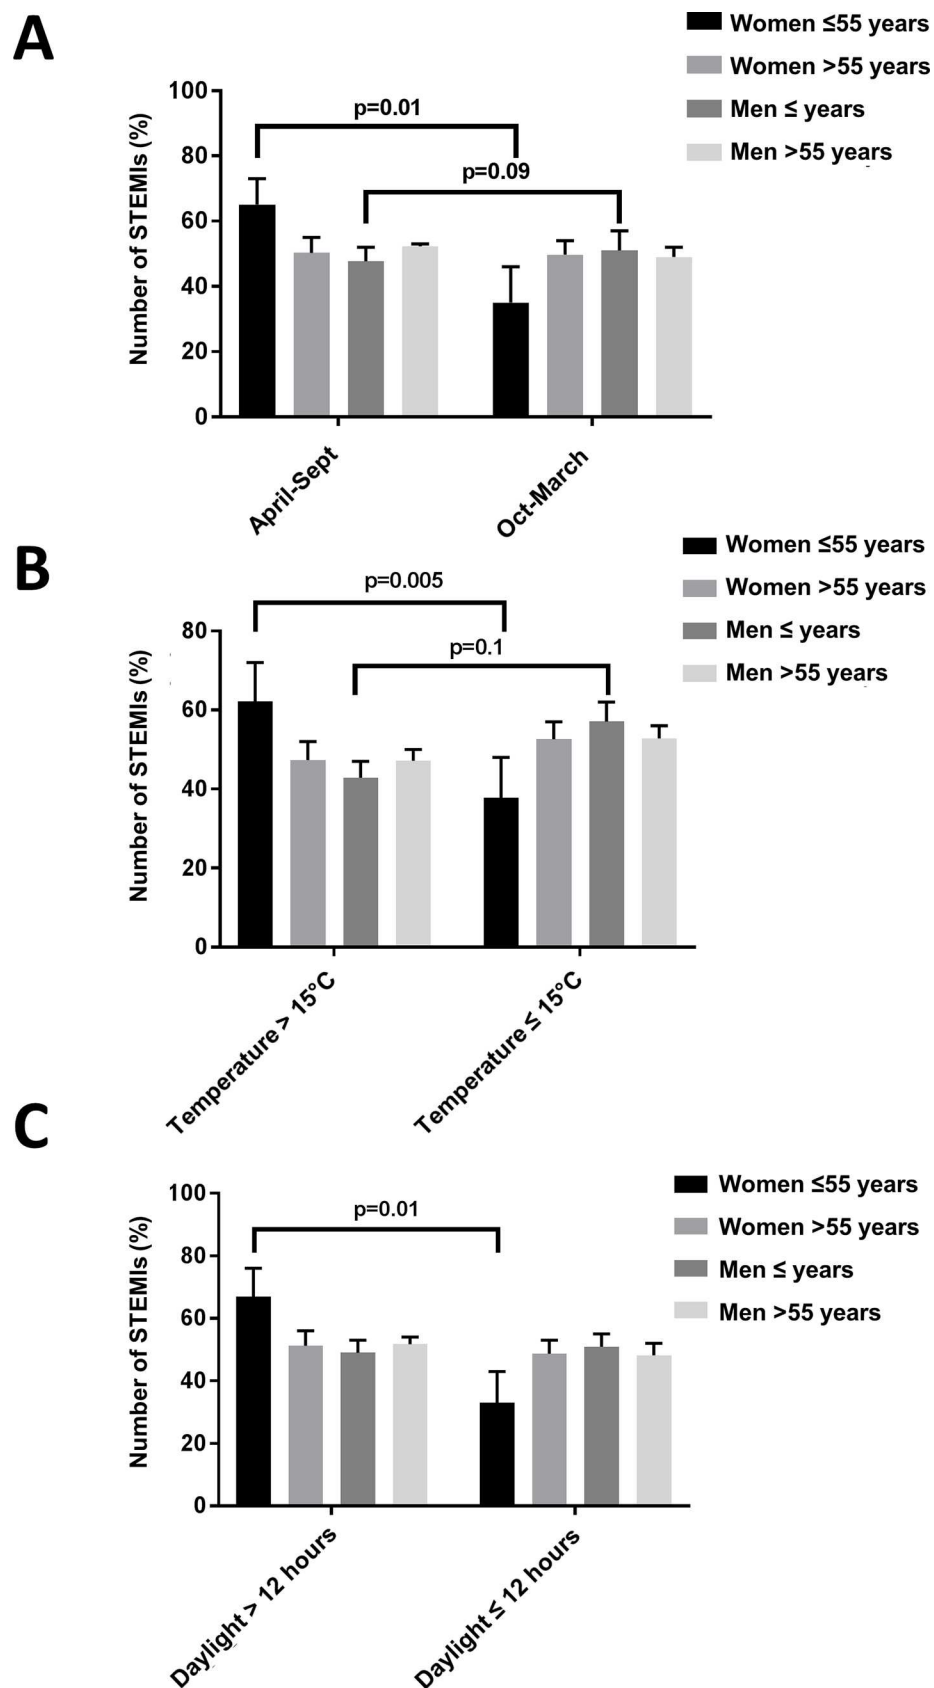 A
Women ≤55 years
Women >55 years
Men ≤ years
Men >55 years
Number of STEMIs (%)
100
80
60
40
20
0
p=0.01
p=0.09
April-Sept
Oct-March
B
Women ≤55 years
Women >55 years
Men ≤ years
Men >55 years
Number of STEMIs (%)
80
60
40
20
0
p=0.005
p=0.1
Temperature > 15°C
Temperature ≤ 15°C
C
Women ≤55 years
Women >55 years
Men ≤ years
Men >55 years
Number of STEMIs (%)
100
80
60
40
20
0
p=0.01
Daylight > 12 hours
Daylight ≤ 12 hours